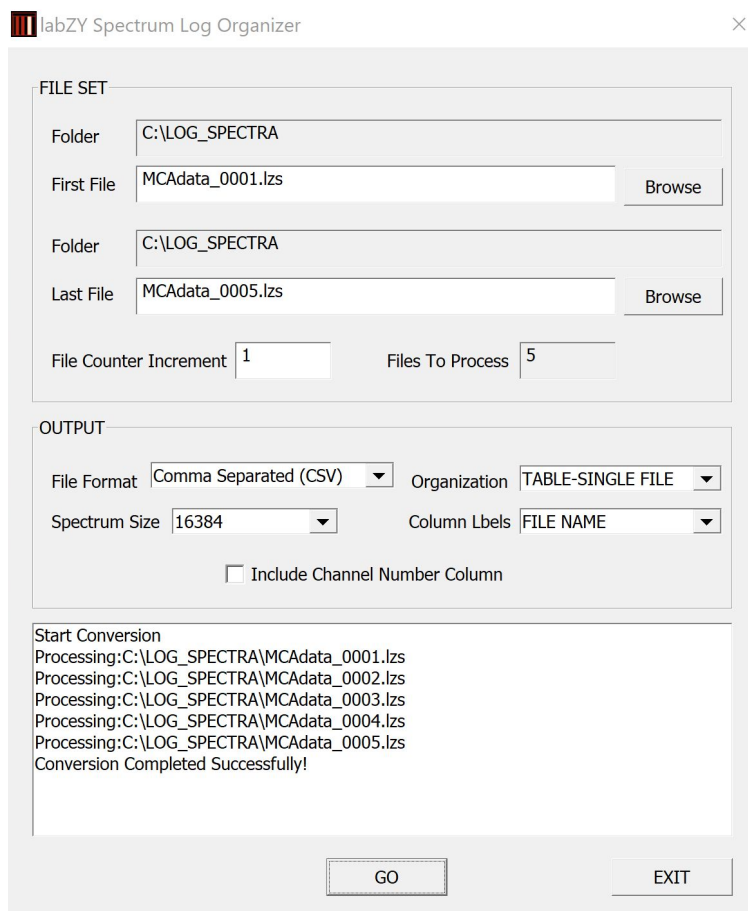 labZY Spectrum Log Organizer
FILE SET
Folder C:\LOG_SPECTRA
First File MCAdata_0001.lzs Browse
Folder C:\LOG_SPECTRA
Last File MCAdata_0005.lzs Browse
File Counter Increment 1 Files To Process 5
OUTPUT
File Format Comma Separated (CSV) Organization TABLE-SINGLE FILE
Spectrum Size 16384 Column Lbels FILE NAME
Include Channel Number Column
Start Conversion
Processing:C:\LOG_SPECTRA\MCAdata_0001.lzs
Processing:C:\LOG_SPECTRA\MCAdata_0002.lzs
Processing:C:\LOG_SPECTRA\MCAdata_0003.lzs
Processing:C:\LOG_SPECTRA\MCAdata_0004.lzs
Processing:C:\LOG_SPECTRA\MCAdata_0005.lzs
Conversion Completed Successfully!
GO EXIT